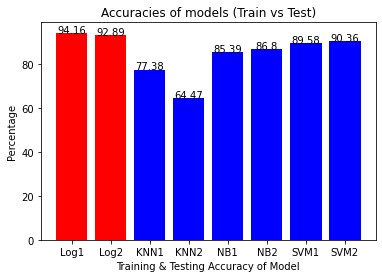 Accuracies of models (Train vs Test)
94.16 92.89 77.38 64.47 85.39 86.8 89.58 90.36
Percentage
80
60
40
20
0
Log1 Log2 KNN1 KNN2 NB1 NB2 SVM1 SVM2
Training & Testing Accuracy of Model